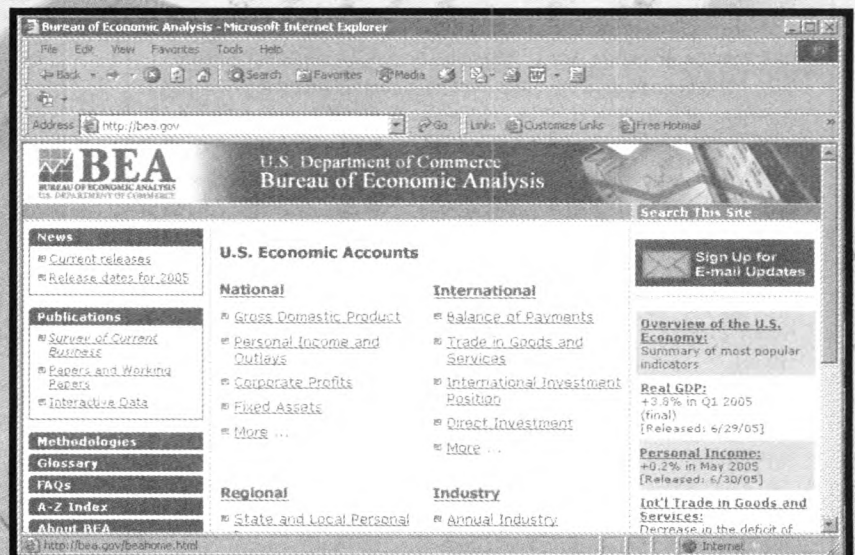 Bureau of Economic Analysis - Microsoft Internet Explorer
File Edit View Favorites Tools Help
Back Search Favorites Media
Address http://bea.gov Go Links Customize Links Free Hotmail
BEA
BUREAU OF ECONOMIC ANALYSIS
U.S. DEPARTMENT OF COMMERCE
U.S. Department of Commerce
Bureau of Economic Analysis
Search This Site
News
Current releases
Release dates for 2005
Publications
Survey of Current
Business
Papers and Working
Papers
Interactive Data
Methodologies
Glossary
FAQs
A-Z Index
About BEA
U.S. Economic Accounts
National
Gross Domestic Product
Personal Income and
Outlays
Corporate Profits
Fixed Assets
More ...
International
Balance of Payments
Trade in Goods and
Services
International Investment
Position
Direct Investment
More ...
Regional
State and Local Personal
Industry
Annual Industry
Sign Up for
E-mail Updates
Overview of the U.S.
Economy:
Summary of most popular
indicators
Real GDP:
+3.8% in Q1 2005
(final)
[Released: 6/29/05]
Personal Income:
+0.2% in May 2005
[Released: 6/30/05]
Int'l Trade in Goods and
Services:
Decrease in the deficit of
http://bea.gov/beahome.html
Internet